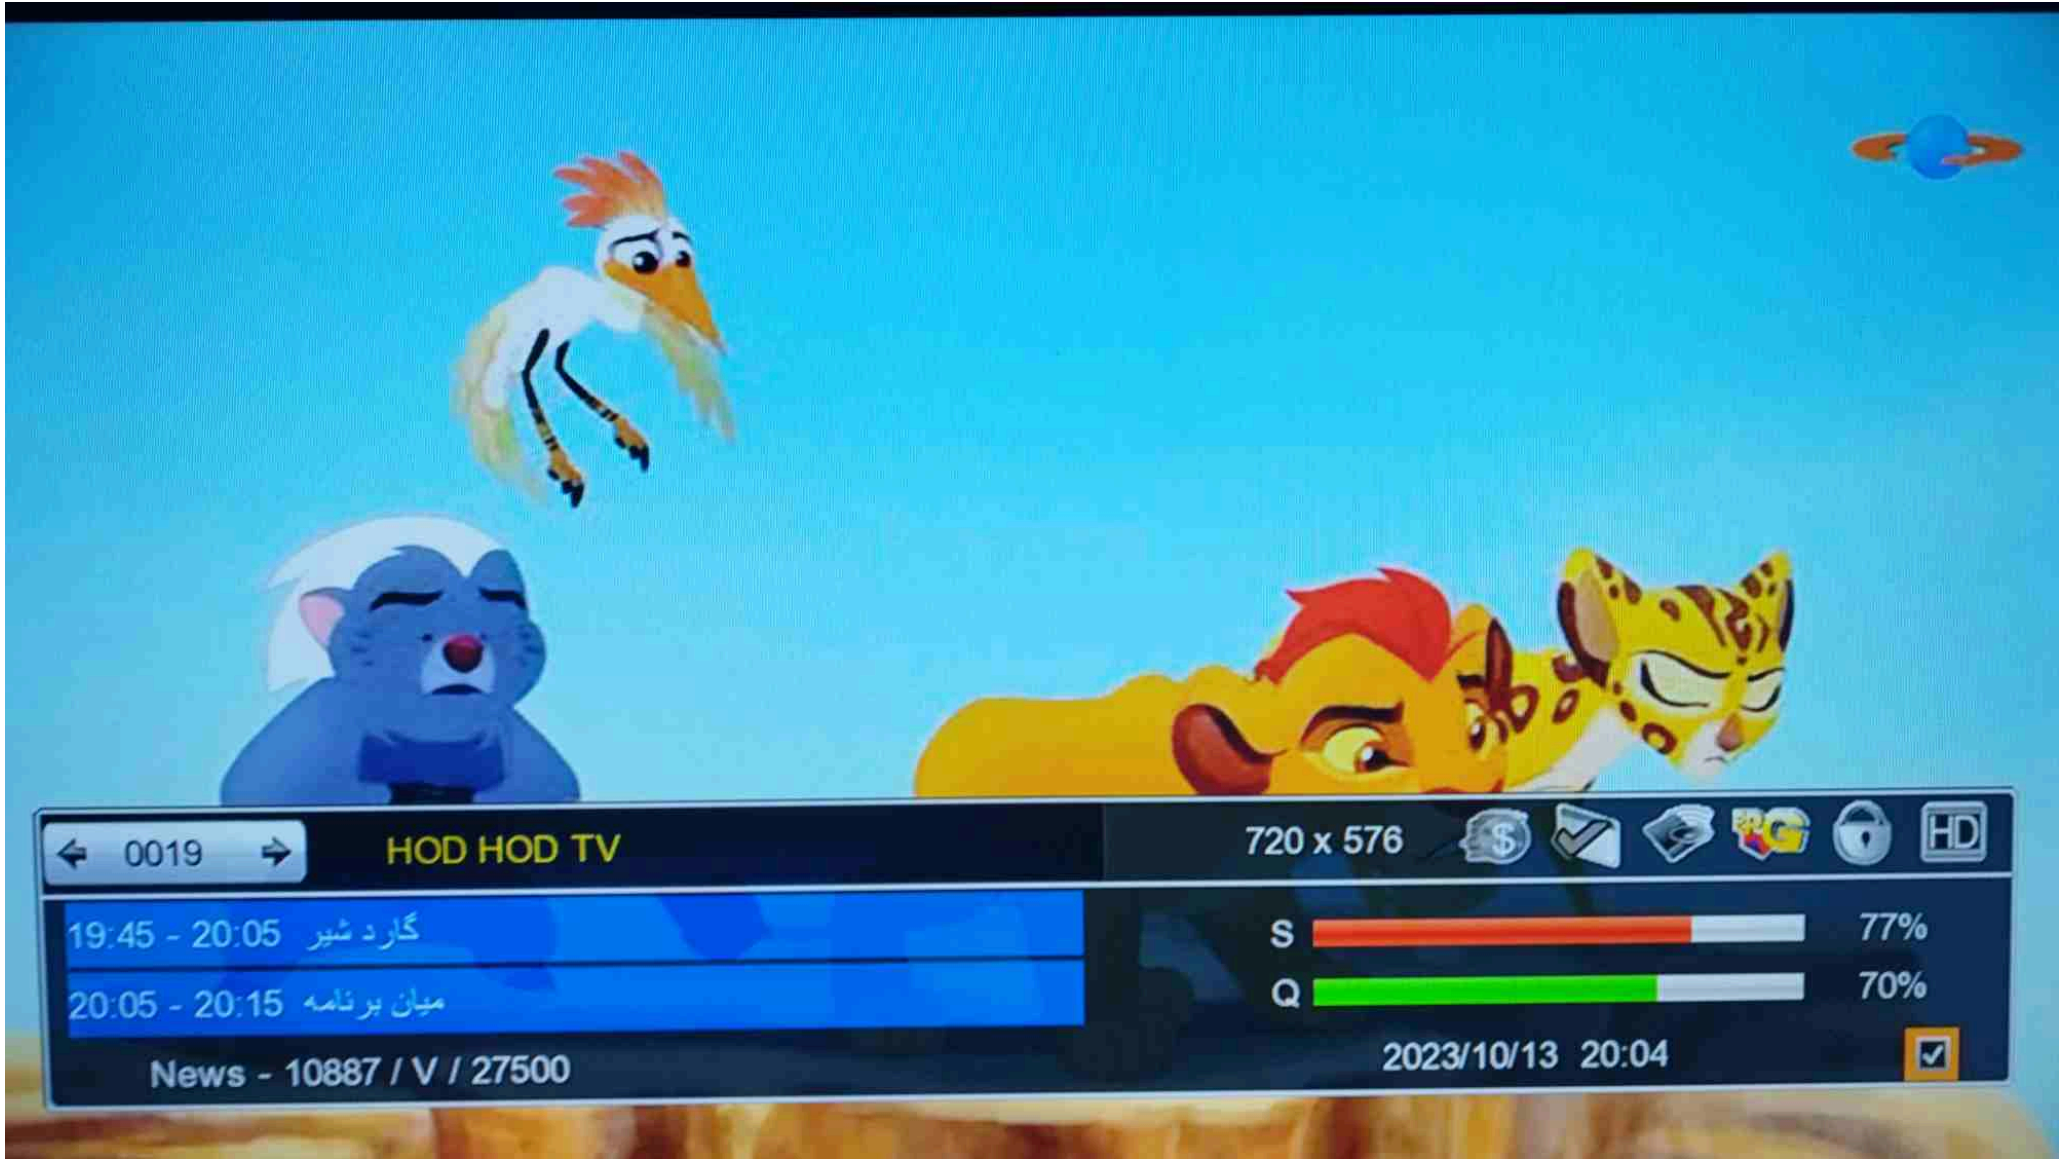 0019
HOD HOD TV
720 x 576
HD
19:45 - 20:05 گارد شیر
20:05 - 20:15 میان برنامه
S 77%
Q 70%
News - 10887 / V / 27500
2023/10/13 20:04